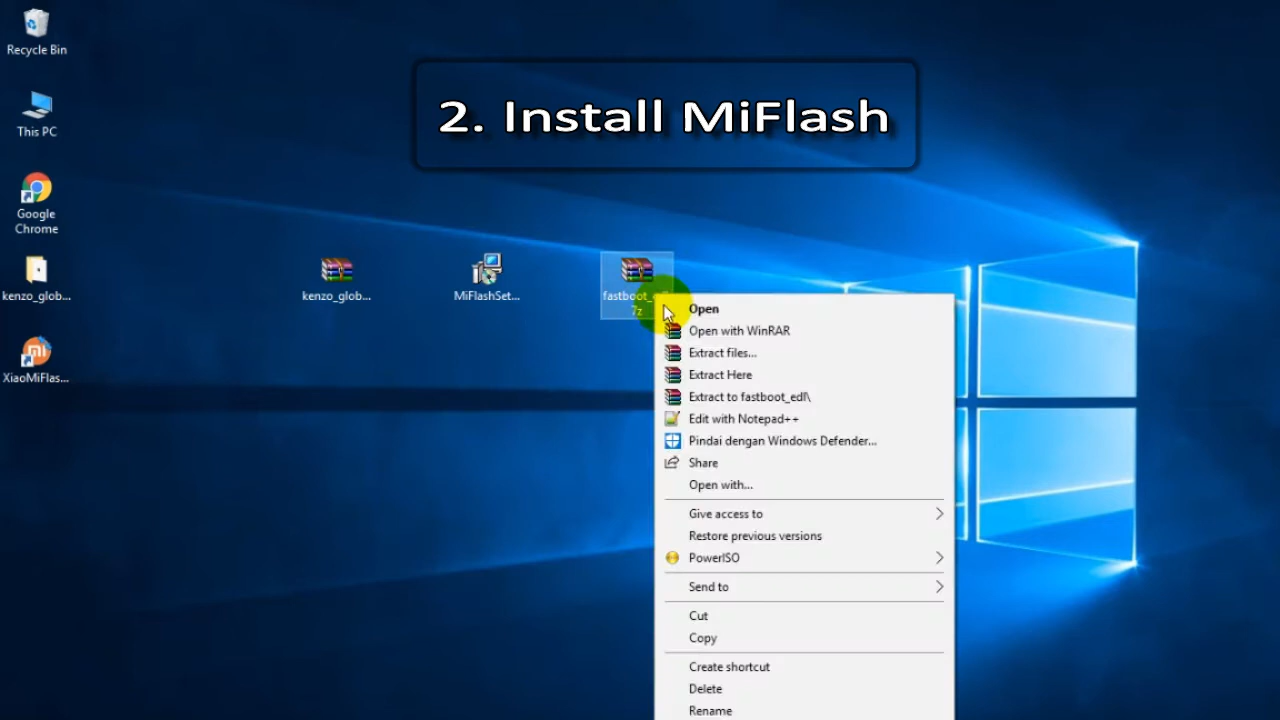 Recycle Bin
2. Install MiFlash
This PC
Google
Chrome
kenzo_glob...
kenzo_glob...
MiFlashSet...
7z
XiaoMiFlas...
Open
Open with WinRAR
Extract files...
Extract Here
Extract to fastboot_edl\
Edit with Notepad++
Pindai dengan Windows Defender...
Share
Open with...
Give access to
Restore previous versions
PowerISO
Send to
Cut
Copy
Create shortcut
Delete
Rename